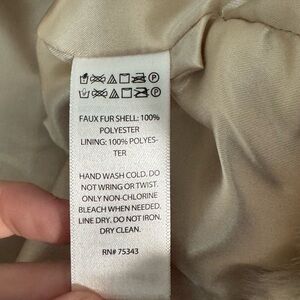 FAUX FUR SHELL: 100%
POLYESTER
LINING: 100% POLYES-
TER
HAND WASH COLD. DO
NOT WRING OR TWIST.
ONLY NON-CHLORINE
BLEACH WHEN NEEDED.
LINE DRY. DO NOT IRON.
DRY CLEAN.
RN# 75343